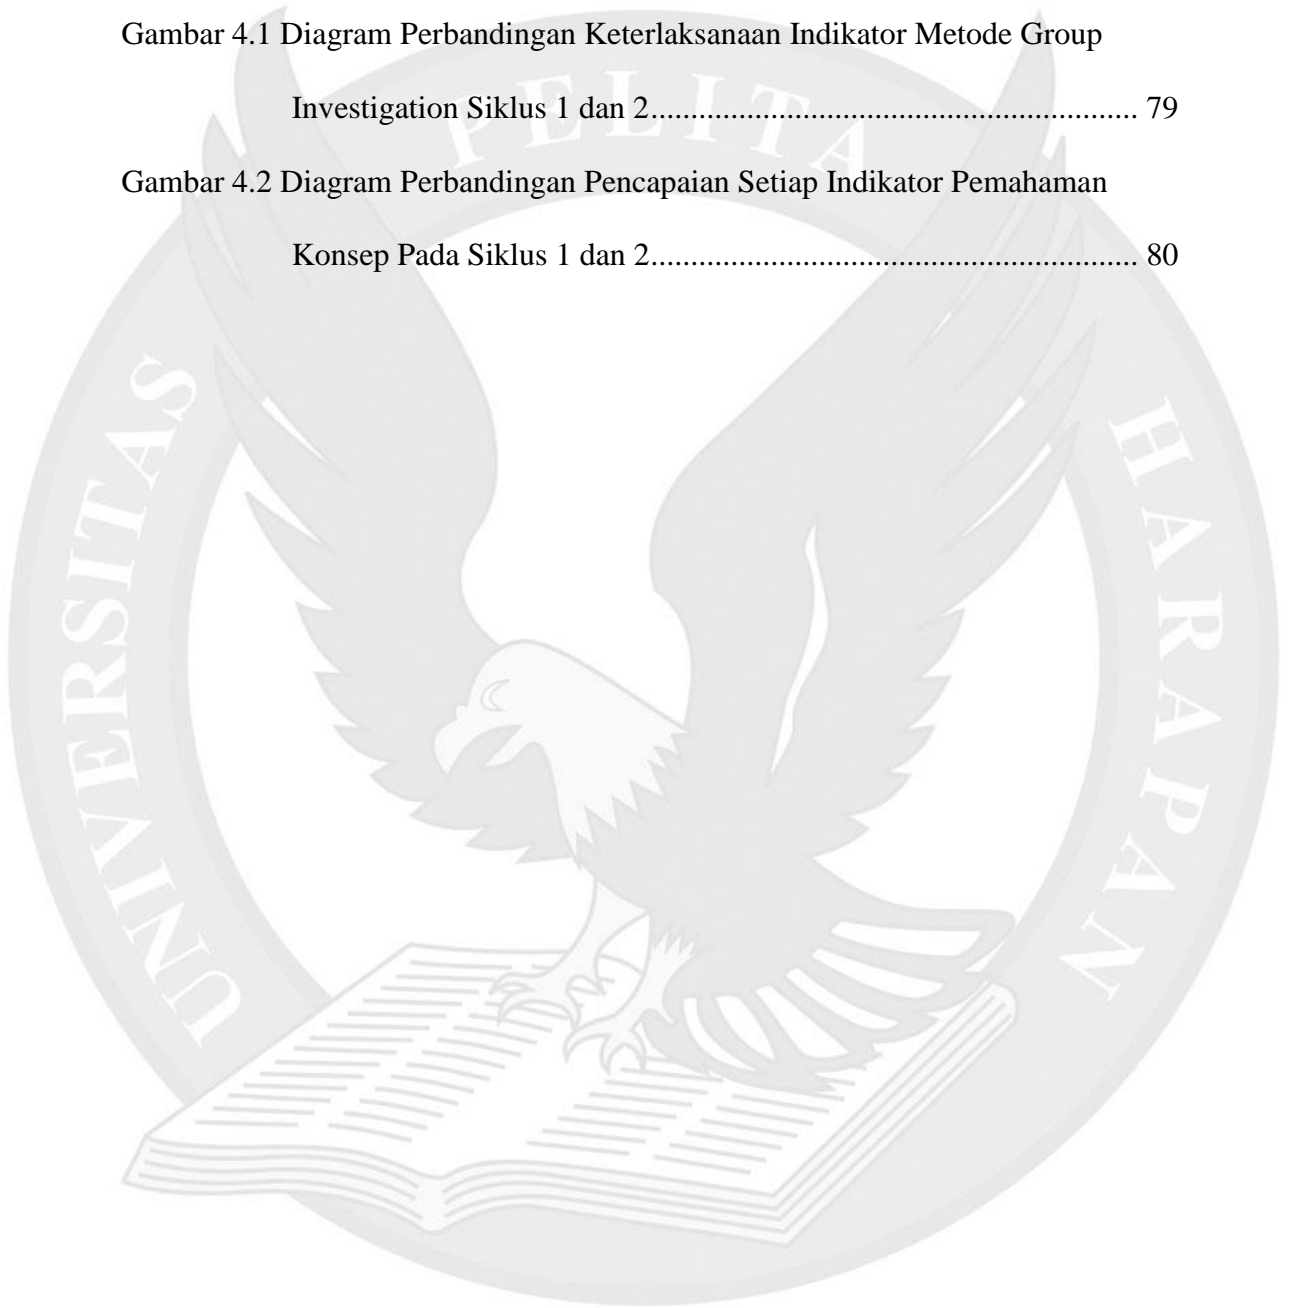 Gambar 4.1 Diagram Perbandingan Keterlaksanaan Indikator Metode Group
Investigation Siklus 1 dan 2............................................................. 79
Gambar 4.2 Diagram Perbandingan Pencapaian Setiap Indikator Pemahaman
Konsep Pada Siklus 1 dan 2............................................................. 80
UNIVERSITAS
PELITA
HARAPAN